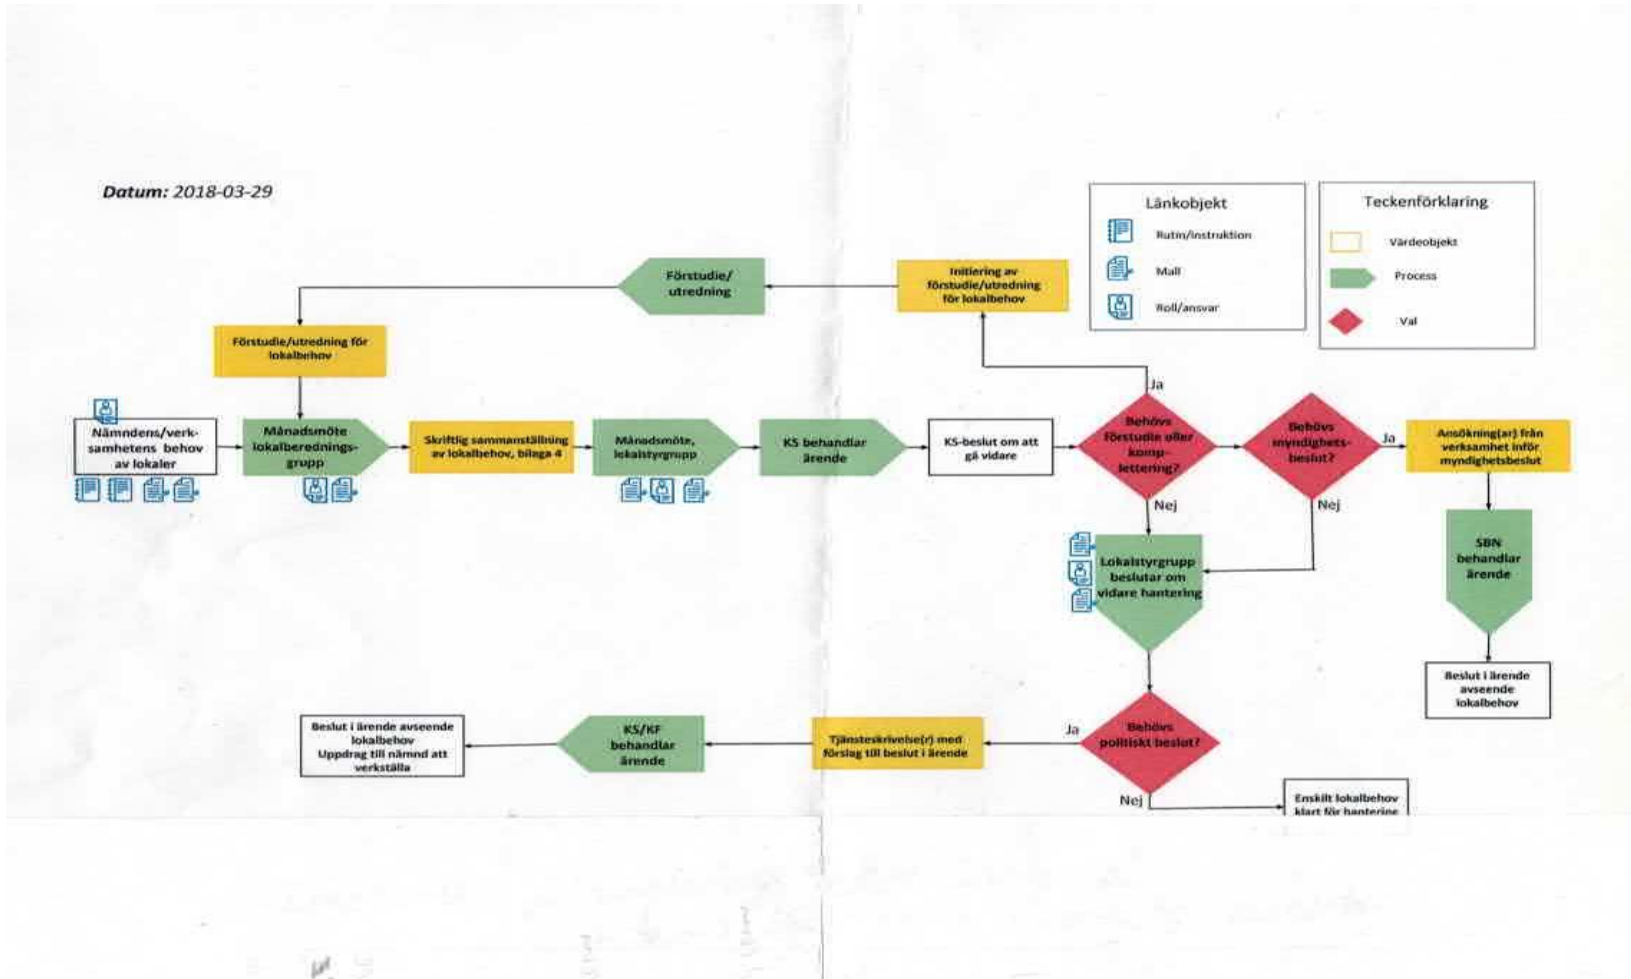 Datum: 2018-03-29
Länkobjekt
Rutin/instruktion
Mall
Roll/ansvar
Teckenförklaring
Värdeobjekt
Process
Val
Förstudie/
utredning
Initiering av
förstudie/utredning
för lokalbehov
Förstudie/utredning för
lokalbehov
Nämndens/verk-
samhetens behov
av lokaler
Månadsmöte
lokalberednings-
grupp
Skriftlig sammanställning
av lokalbehov, bilaga 4
Månadsmöte,
lokalstyrgrupp
KS behandlar
ärende
KS-beslut om att
gå vidare
Ja
Behövs
förstudie eller
komp-
lettering?
Nej
Behövs
myndighets-
beslut?
Ja
Nej
Ansökning(ar) från
verksamhet inför
myndighetsbeslut
SBN
behandlar
ärende
Beslut i ärende
avseende
lokalbehov
Lokalstyrgrupp
beslutar om
vidare hantering
Behövs
politiskt beslut?
Ja
Nej
Tjänsteskrivelse(r) med
förslag till beslut i ärende
KS/KF
behandlar
ärende
Beslut i ärende avseende
lokalbehov
Uppdrag till nämnd att
verkställa
Enskilt lokalbehov
klart för hantering